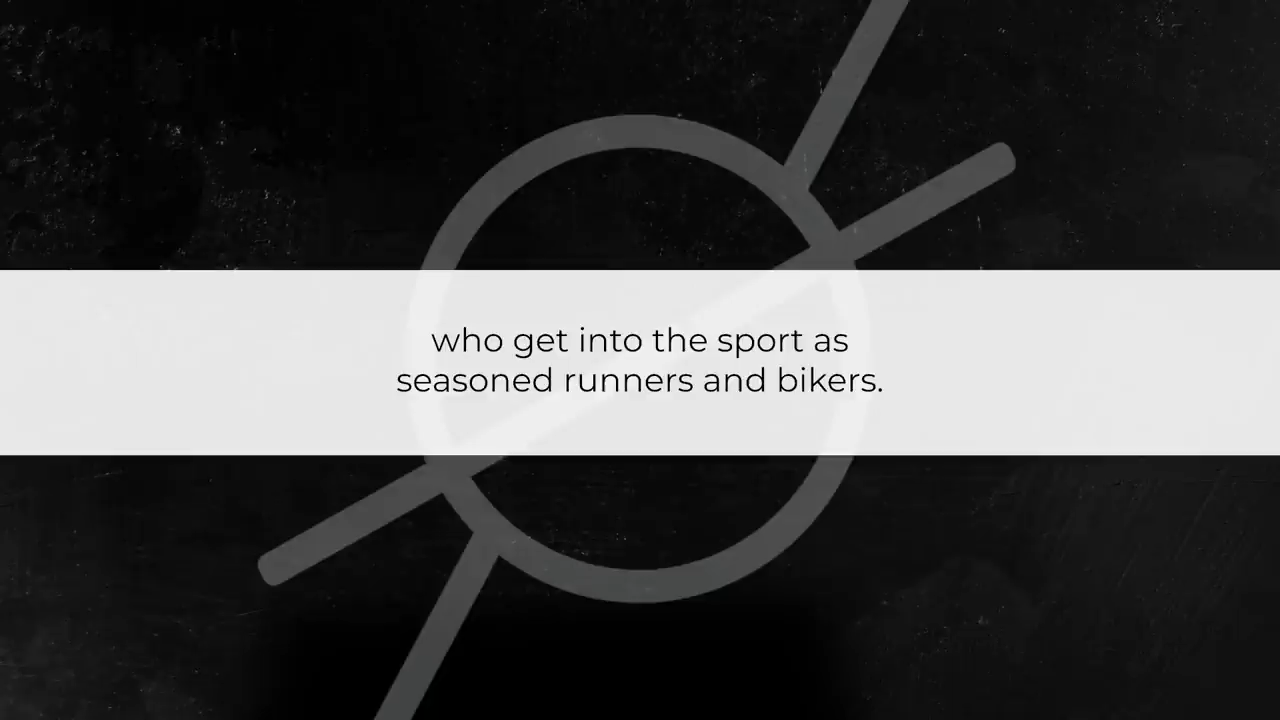 who get into the sport as
seasoned runners and bikers.